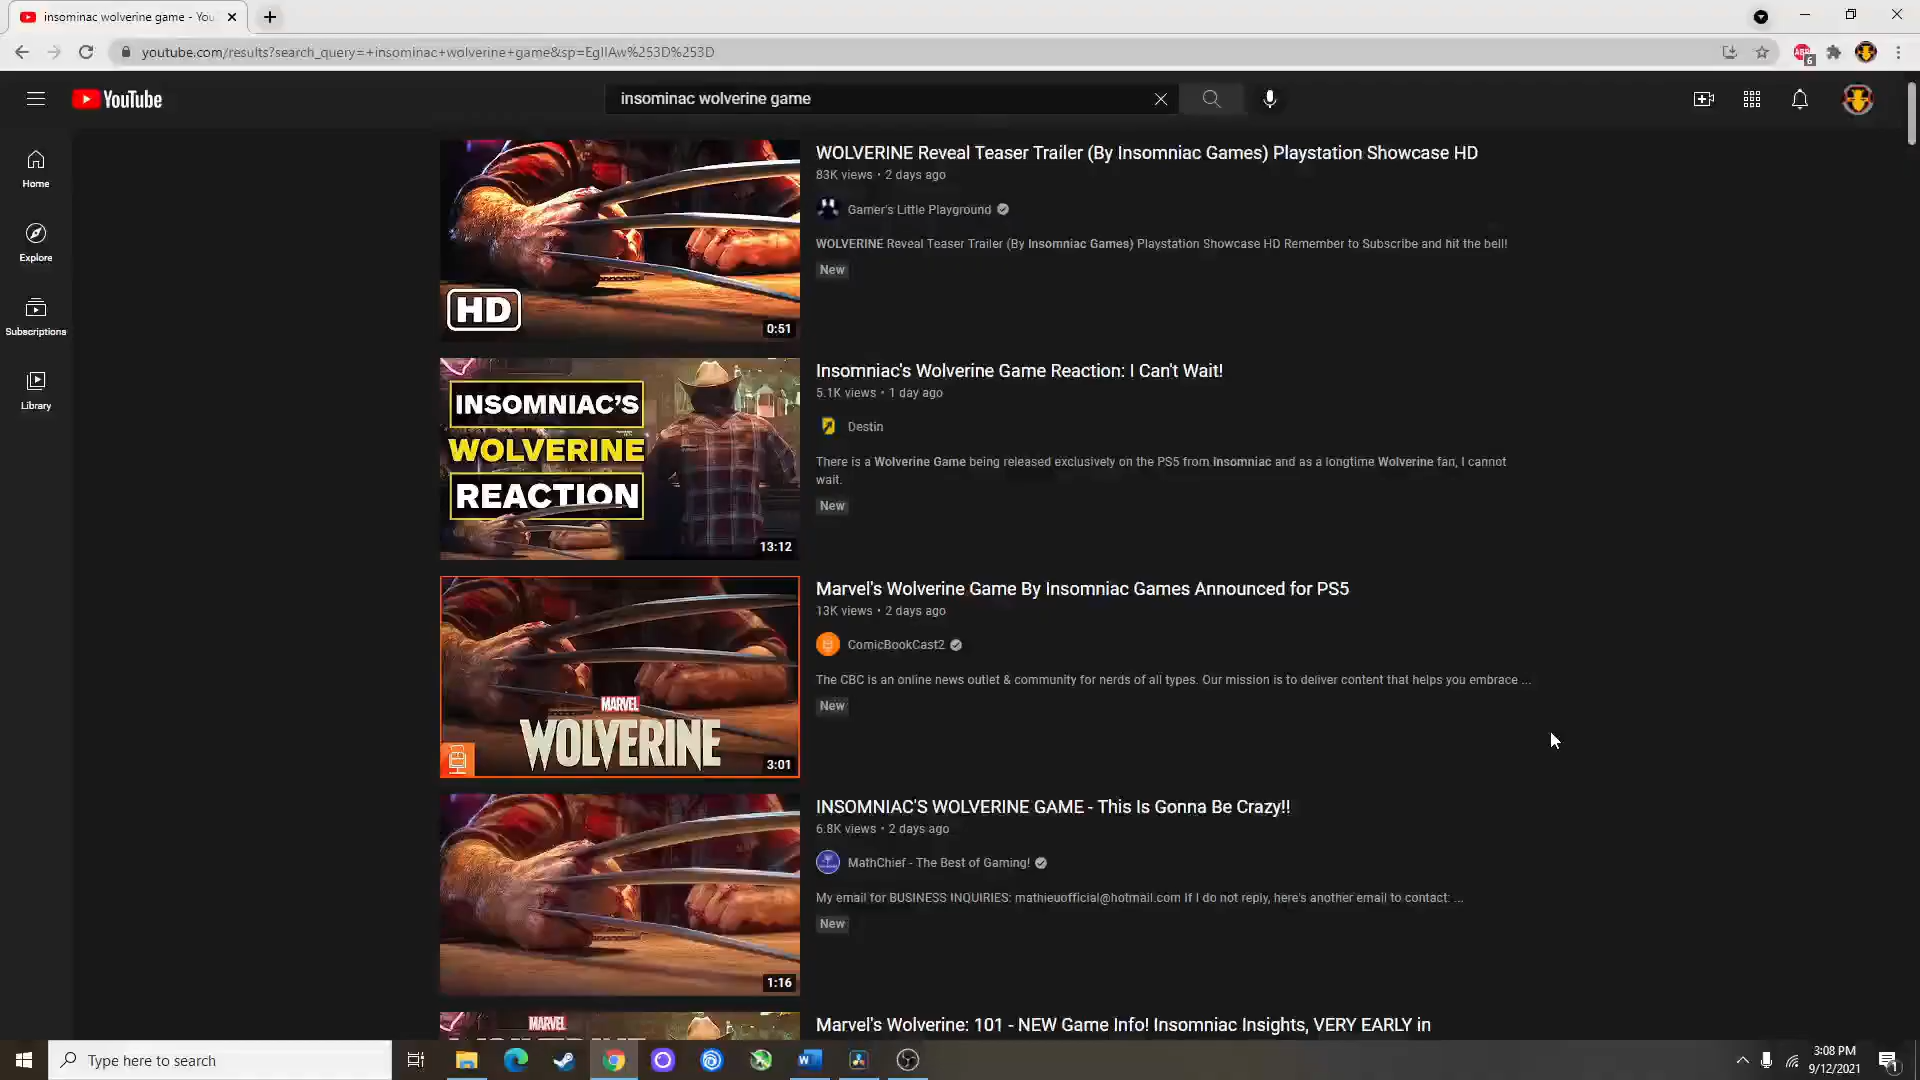 insominac wolverine game - You
youtube.com/results?search_query=+insominac+wolverine+game&sp=EgIIAw%253D%253D
6
YouTube
insominac wolverine game
Home
Explore
Subscriptions
Library
HD
0:51
WOLVERINE Reveal Teaser Trailer (By Insomniac Games) Playstation Showcase HD
83K views • 2 days ago
Gamer's Little Playground
WOLVERINE Reveal Teaser Trailer (By Insomniac Games) Playstation Showcase HD Remember to Subscribe and hit the bell!
New
INSOMNIAC'S
WOLVERINE
REACTION
13:12
Insomniac's Wolverine Game Reaction: I Can't Wait!
5.1K views • 1 day ago
Destin
There is a Wolverine Game being released exclusively on the PS5 from Insomniac and as a longtime Wolverine fan, I cannot
wait.
New
MARVEL
WOLVERINE
3:01
Marvel's Wolverine Game By Insomniac Games Announced for PS5
13K views • 2 days ago
ComicBookCast2
The CBC is an online news outlet & community for nerds of all types. Our mission is to deliver content that helps you embrace ...
New
1:16
INSOMNIAC'S WOLVERINE GAME - This Is Gonna Be Crazy!!
6.8K views • 2 days ago
MathChief - The Best of Gaming!
My email for BUSINESS INQUIRIES: mathieuofficial@hotmail.com If I do not reply, here's another email to contact: ...
New
MARVEL
Marvel's Wolverine: 101 - NEW Game Info! Insomniac Insights, VERY EARLY in
Type here to search
3:08 PM
9/12/2021
1